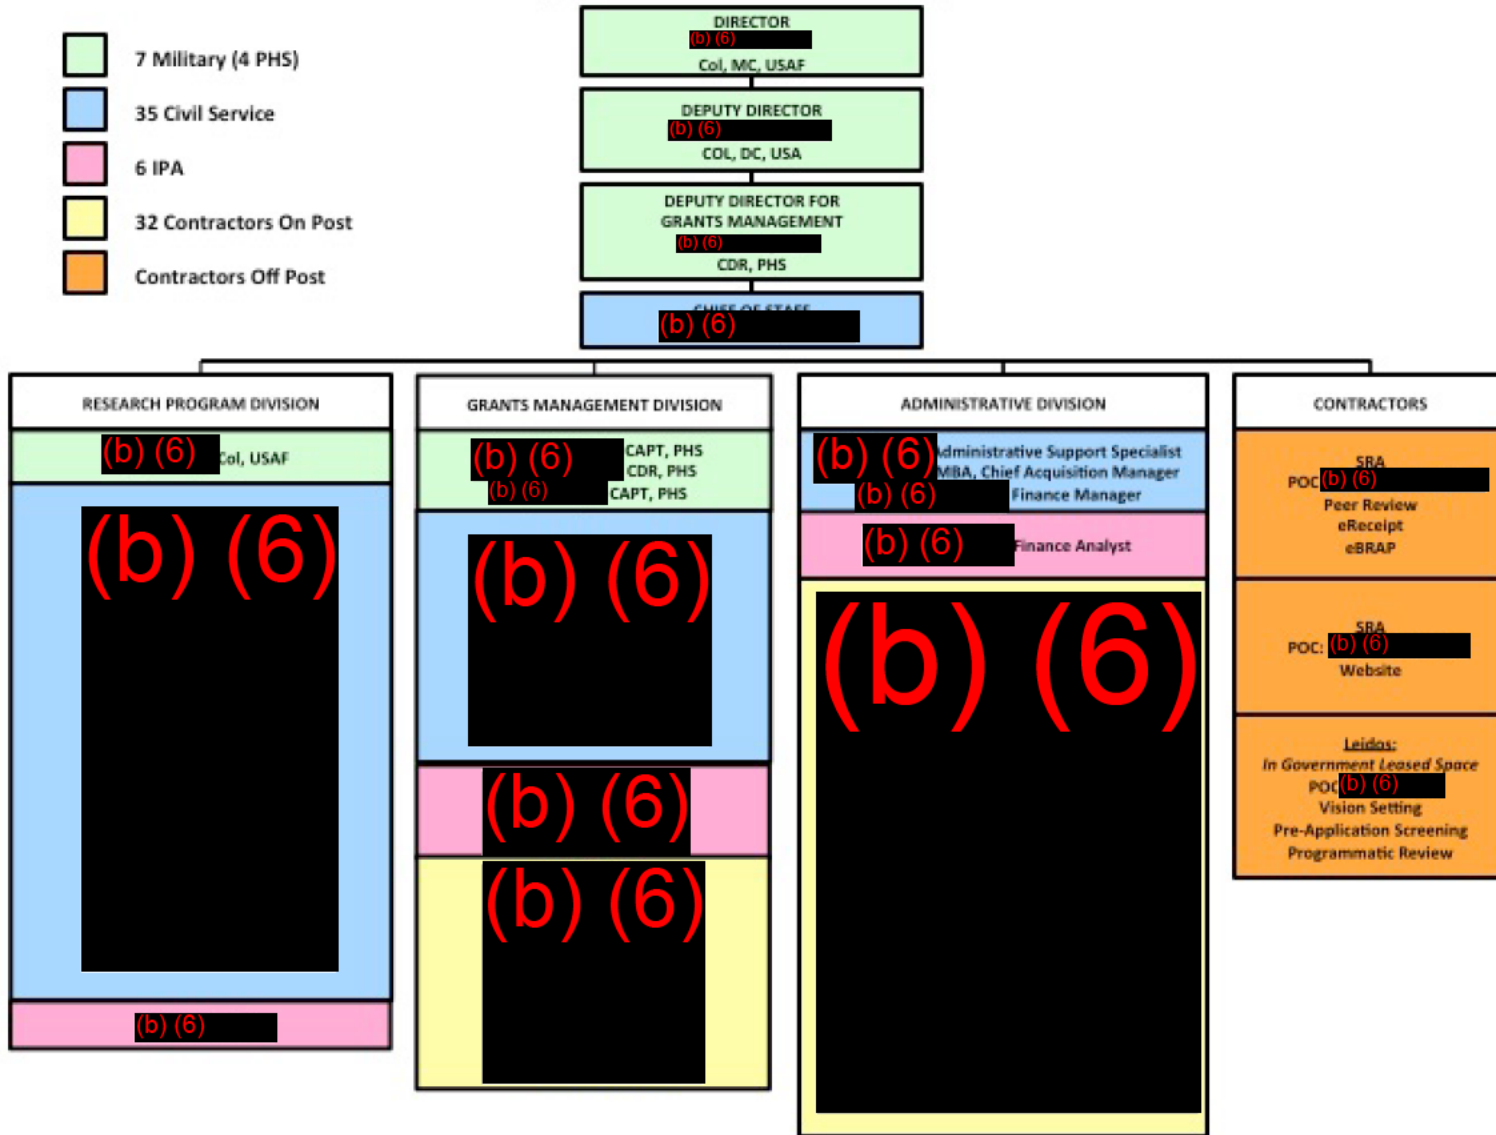 7 Military (4 PHS)
35 Civil Service
6 IPA
32 Contractors On Post
Contractors Off Post
DIRECTOR
(b) (6)
Col, MC, USAF
DEPUTY DIRECTOR
(b) (6)
COL, DC, USA
DEPUTY DIRECTOR FOR
GRANTS MANAGEMENT
(b) (6)
CDR, PHS
CHIEF OF STAFF
(b) (6)
RESEARCH PROGRAM DIVISION
(b) (6) Col, USAF
(b) (6)
(b) (6)
GRANTS MANAGEMENT DIVISION
(b) (6) CAPT, PHS
CDR, PHS
(b) (6) CAPT, PHS
(b) (6)
(b) (6)
(b) (6)
ADMINISTRATIVE DIVISION
(b) (6) Administrative Support Specialist
MBA, Chief Acquisition Manager
(b) (6) Finance Manager
(b) (6) Finance Analyst
(b) (6)
CONTRACTORS
SRA
POC (b) (6)
Peer Review
eReceipt
eBRAP
SRA
POC: (b) (6)
Website
Leidos:
In Government Leased Space
POC (b) (6)
Vision Setting
Pre-Application Screening
Programmatic Review